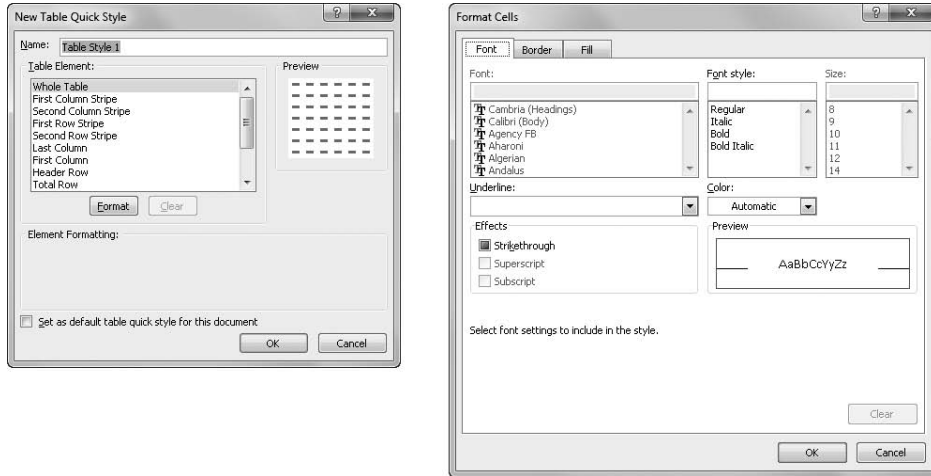 New Table Quick Style
Name: Table Style 1
Table Element:
Whole Table
First Column Stripe
Second Column Stripe
First Row Stripe
Second Row Stripe
Last Column
First Column
Header Row
Total Row
Preview
Format Clear
Element Formatting:
Set as default table quick style for this document
OK Cancel
Format Cells
Font Border Fill
Font:
Cambria (Headings)
Calibri (Body)
Agency FB
Aharoni
Algerian
Andalus
Font style:
Regular
Italic
Bold
Bold Italic
Size:
8
9
10
11
12
14
Underline:
Color:
Automatic
Effects
Strikethrough
Superscript
Subscript
Preview
AaBbCcYyZz
Select font settings to include in the style.
Clear
OK Cancel